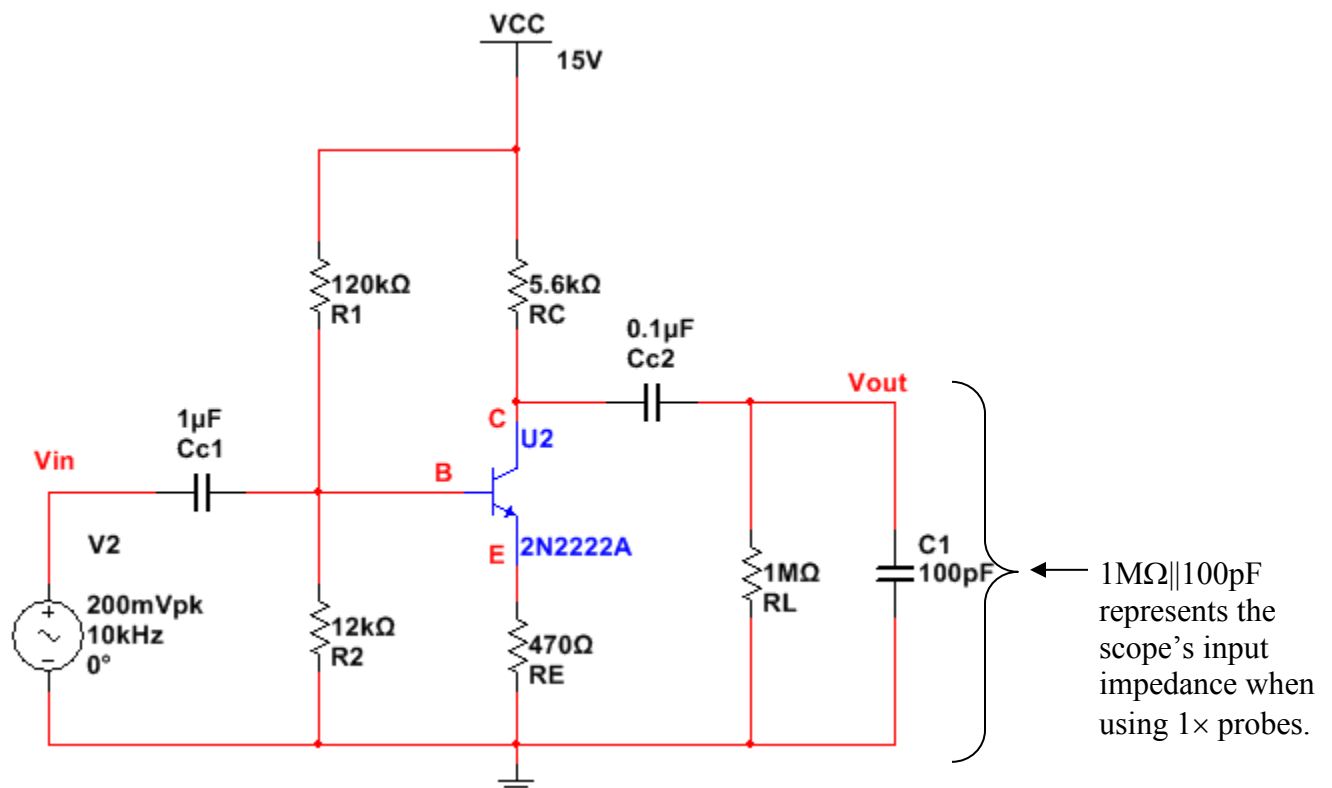 VCC
15V
120kΩ
R1
5.6kΩ
RC
0.1µF
Cc2
Vout
1µF
Cc1
C
U2
Vin
B
V2
E
2N2222A
C1
100pF
1MΩ
RL
200mVpk
10kHz
0°
12kΩ
R2
470Ω
RE
1MΩ||100pF
represents the
scope's input
impedance when
using 1× probes.